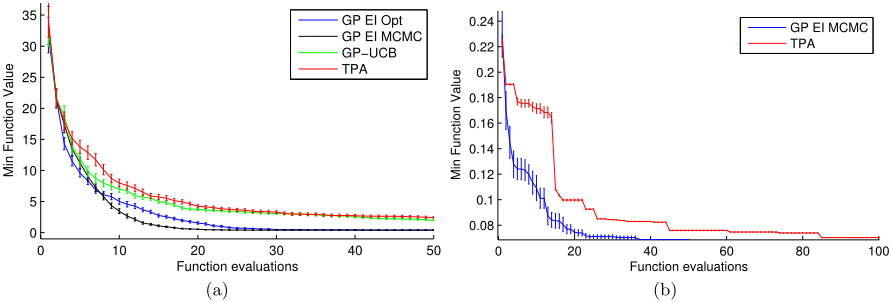 35
30
25
20
15
10
5
0
Min Function Value
0 10 20 30 40 50
Function evaluations
GP EI Opt
GP EI MCMC
GP−UCB
TPA
(a)
0.24
0.22
0.2
0.18
0.16
0.14
0.12
0.1
0.08
Min Function Value
0 20 40 60 80 100
Function evaluations
GP EI MCMC
TPA
(b)